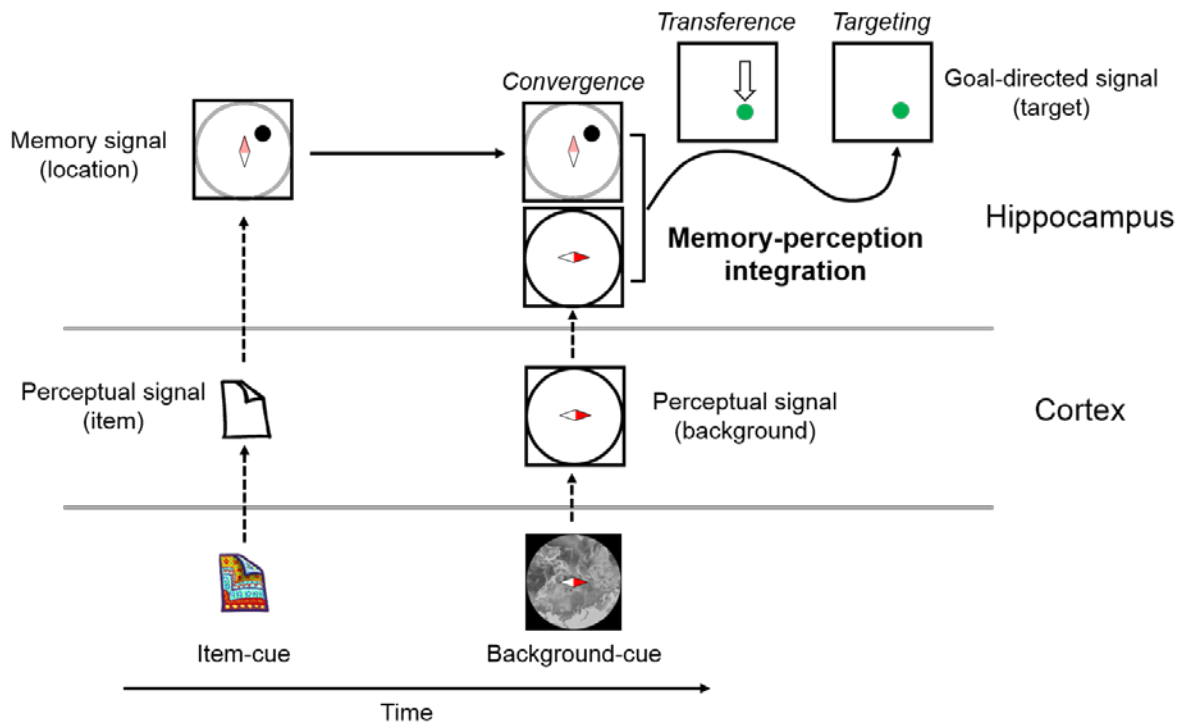 Transference
Targeting
Convergence
Goal-directed signal
(target)
Memory signal
(location)
Hippocampus
Memory-perception
integration
Perceptual signal
(item)
Perceptual signal
(background)
Cortex
Item-cue
Background-cue
Time